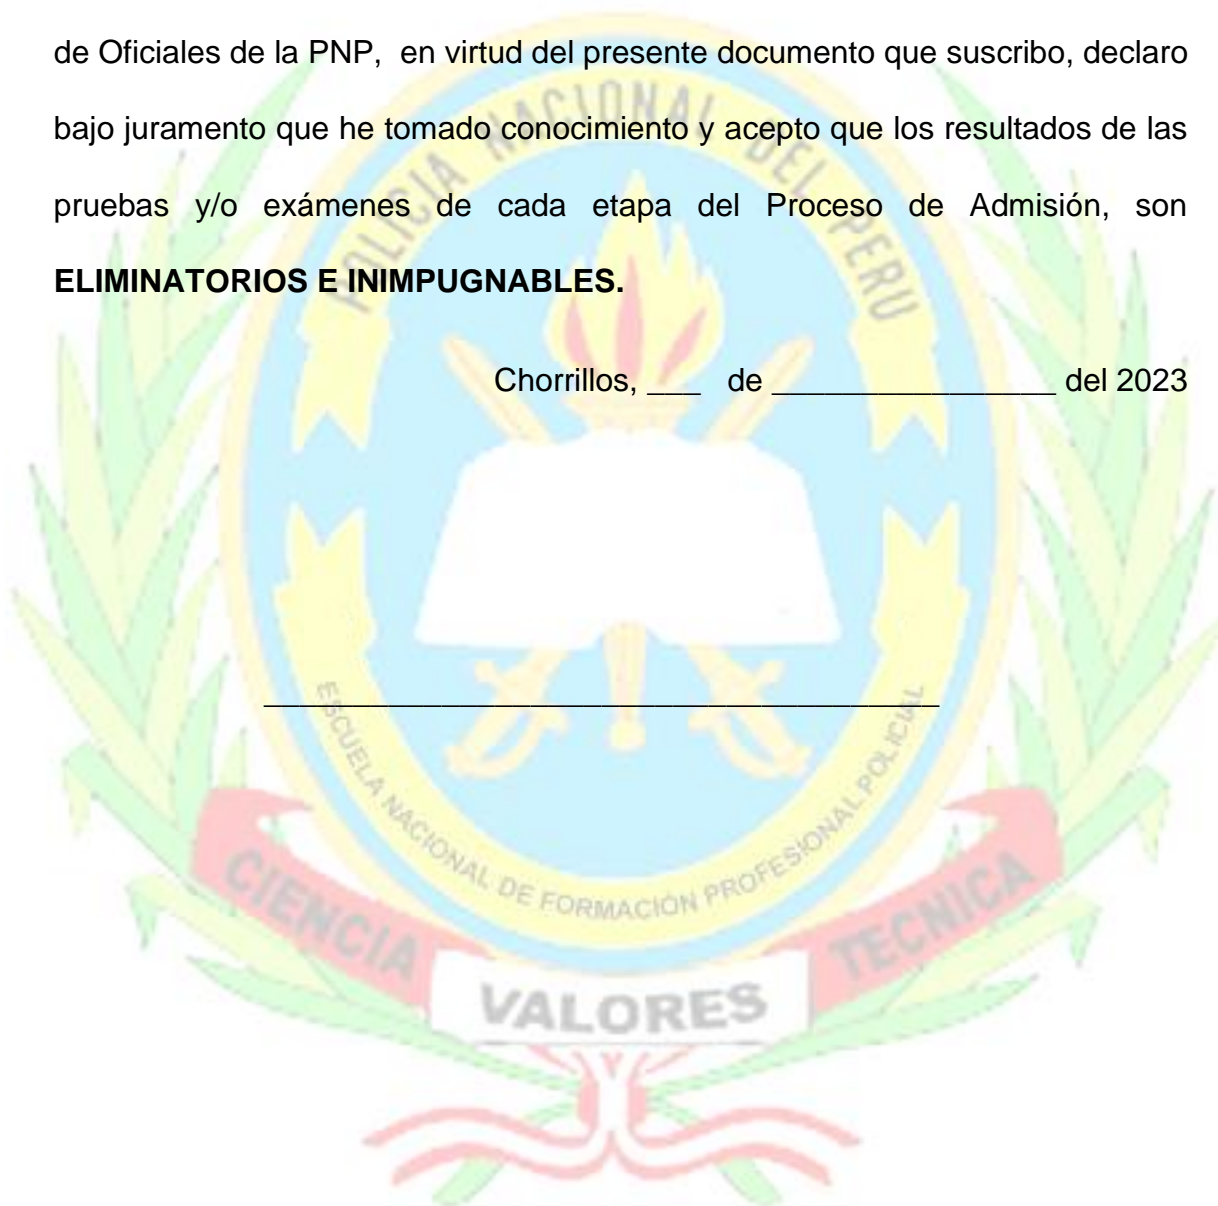 de Oficiales de la PNP, en virtud del presente documento que suscribo, declaro
bajo juramento que he tomado conocimiento y acepto que los resultados de las
pruebas y/o exámenes de cada etapa del Proceso de Admisión, son
ELIMINATORIOS E INIMPUGNABLES.
Chorrillos, ___ de ________________ del 2023
______________________________________
POLICIA NACIONAL DEL PERU
ESCUELA NACIONAL DE FORMACIÓN PROFESIONAL POLICIAL
CIENCIA
VALORES
TECNICA